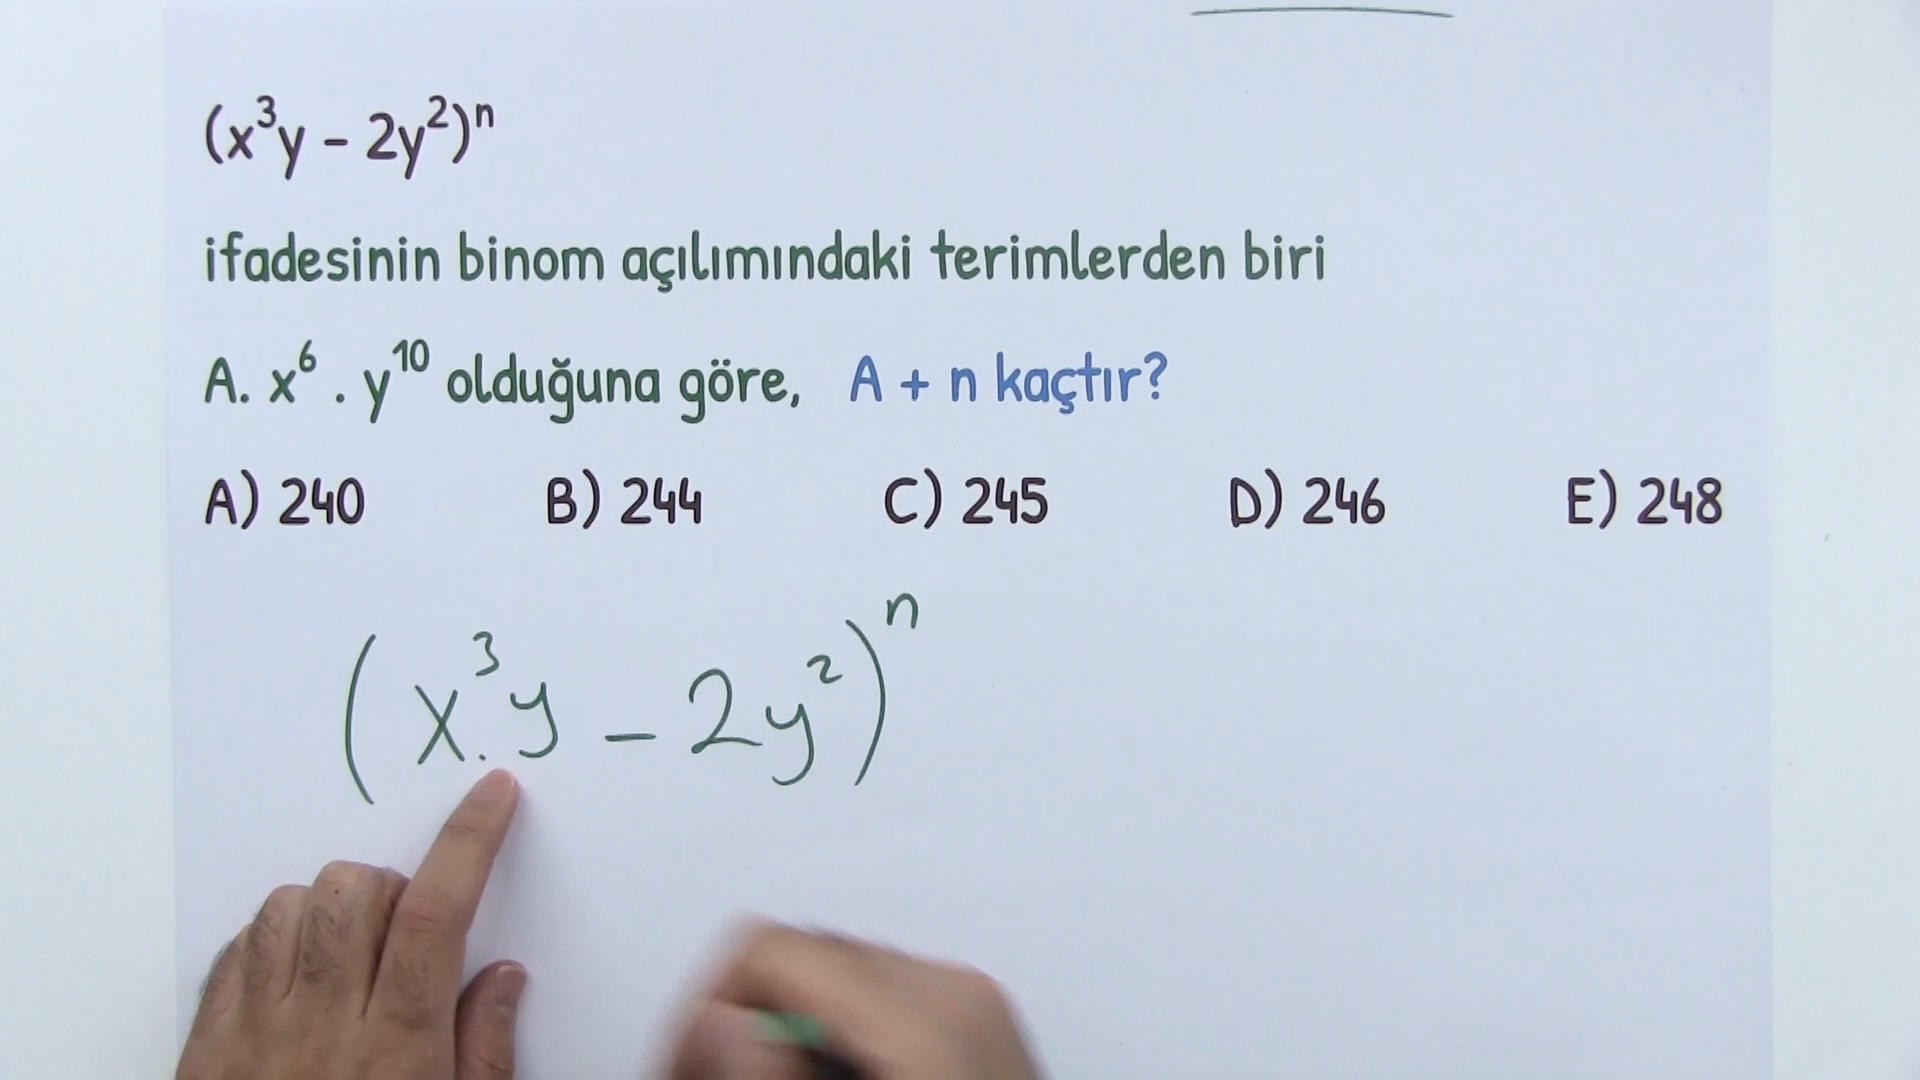 (x³y - 2y²)ⁿ
ifadesinin binom açılımındaki terimlerden biri
A. x⁶ . y¹⁰ olduğuna göre, A + n kaçtır?
A) 240 B) 244 C) 245 D) 246 E) 248
(x³.y - 2y²)ⁿ